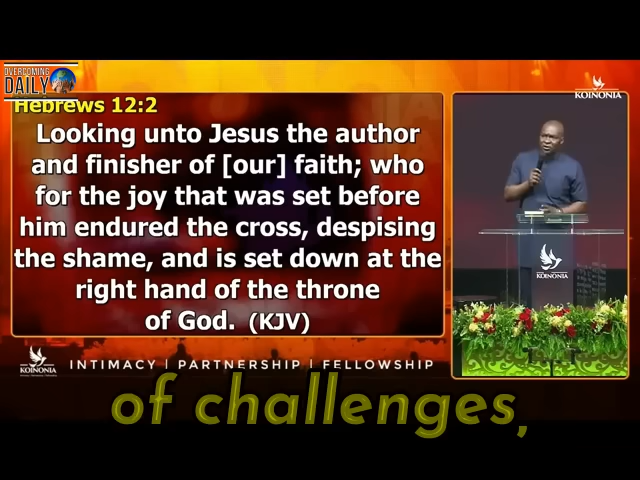 OVERCOMING
DAILY
Hebrews 12:2
Looking unto Jesus the author
and finisher of [our] faith; who
for the joy that was set before
him endured the cross, despising
the shame, and is set down at the
right hand of the throne
of God. (KJV)
KOINONIA
KOINONIA
KOINONIA
INTIMACY | PARTNERSHIP | FELLOWSHIP
of challenges,